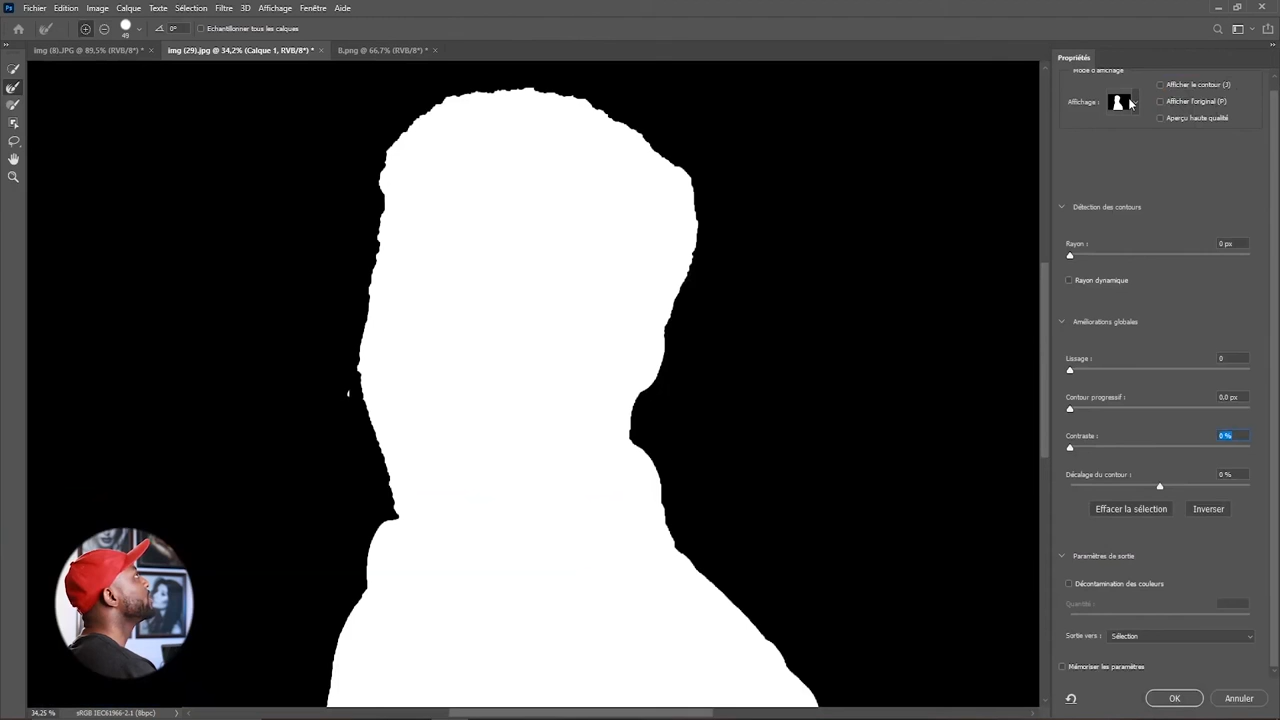 Ps Fichier Edition Image Calque Texte Sélection Filtre 3D Affichage Fenêtre Aide
49 0° Echantillonner tous les calques
img (8).JPG @ 89,5% (RVB/8*) * × img (29).jpg @ 34,2% (Calque 1, RVB/8*) * × B.png @ 66,7% (RVB/8*) * ×
Propriétés
Mode d'affichage
Afficher le contour (J)
Affichage : Afficher l'original (P)
Aperçu haute qualité
Détection des contours
Rayon : 0 px
Rayon dynamique
Améliorations globales
Lissage : 0
Contour progressif : 0,0 px
Contraste : 0 %
Décalage du contour : 0 %
Effacer la sélection Inverser
Paramètres de sortie
Décontamination des couleurs
Quantité :
Sortie vers : Sélection
Mémoriser les paramètres
OK Annuler
34,25 % sRGB IEC61966-2.1 (8bpc)